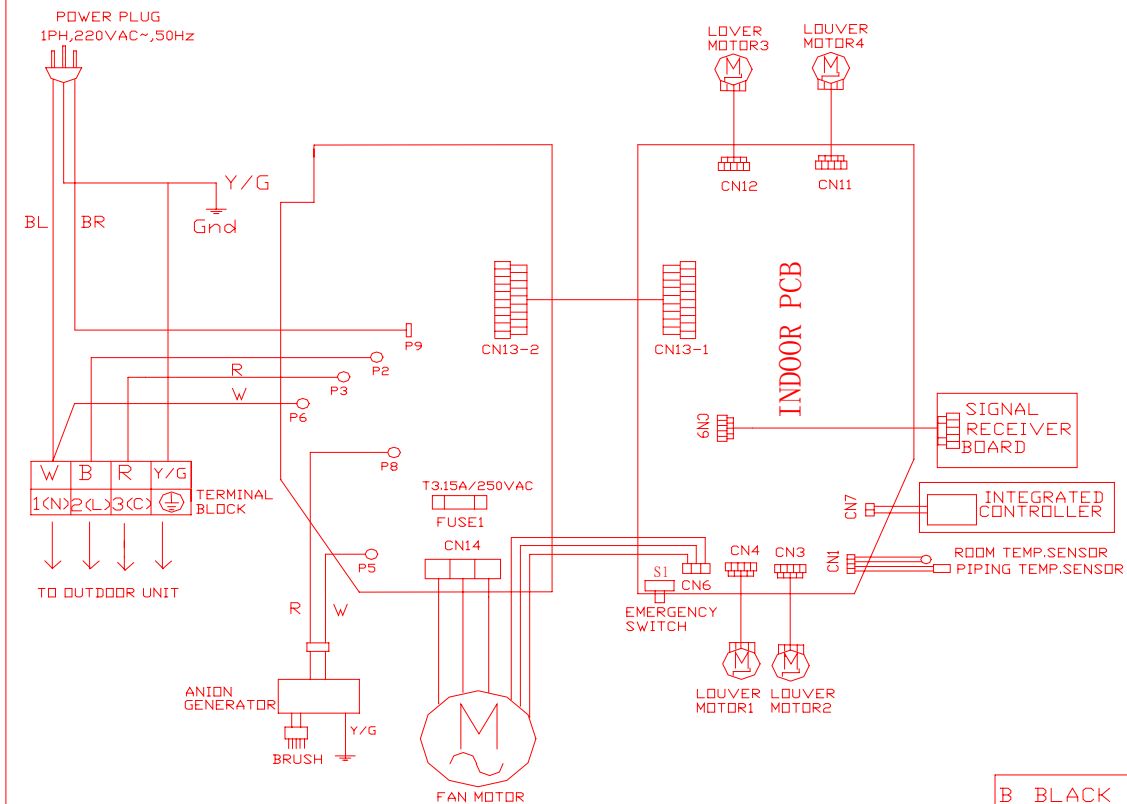 POWER PLUG
1PH,220VAC~,50Hz
LOVER
MOTOR3
LOUVER
MOTOR4
M
M
CN12
CN11
Y/G
Gnd
BL
BR
P9
CN13-2
CN13-1
INDOOR PCB
P2
R
P3
W
P6
CN9
SIGNAL
RECEIVER
BOARD
P8
W B R Y/G
1(N) 2(L) 3(C)
TERMINAL
BLOCK
T3.15A/250VAC
FUSE1
CN7
INTEGRATED
CONTROLLER
CN14
P5
CN4
CN3
CN1
ROOM TEMP.SENSOR
PIPING TEMP.SENSOR
S1
CN6
TO OUTDOOR UNIT
EMERGENCY
SWITCH
R
W
M
M
ANION
GENERATOR
LOUVER
MOTOR1
LOUVER
MOTOR2
M
Y/G
BRUSH
FAN MOTOR
B BLACK